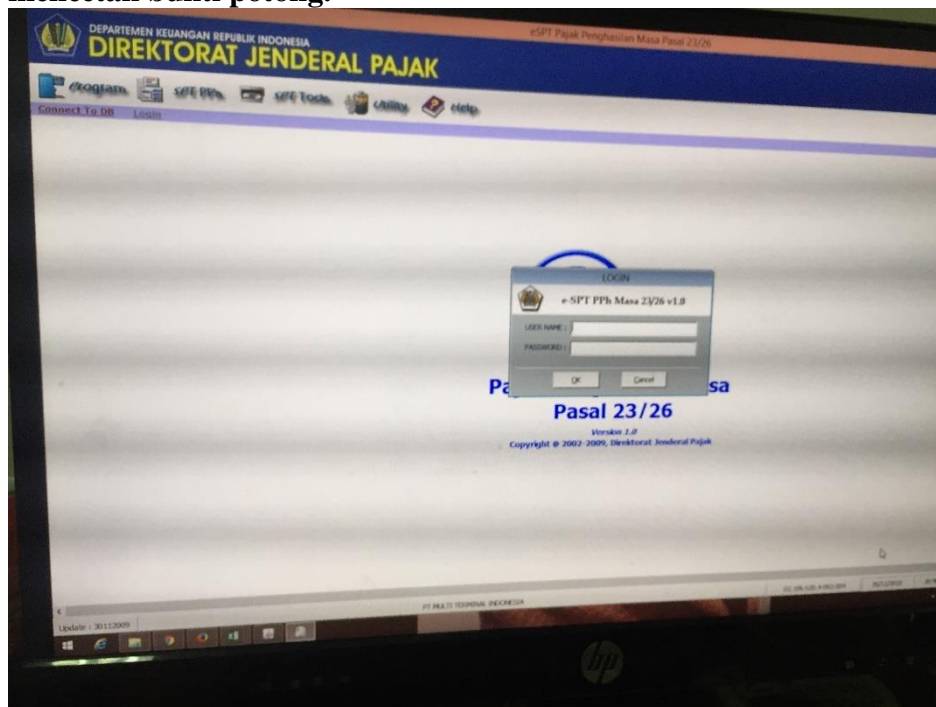 mencetak bukti potong.
eSPT Pajak Penghasilan Masa Pasal 23/26
DEPARTEMEN KEUANGAN REPUBLIK INDONESIA
DIREKTORAT JENDERAL PAJAK
Program SPT PPh SPT Tools Utility Help
Connect To DB Login
LOGIN
e-SPT PPh Masa 23/26 v1.0
USER NAME :
PASSWORD :
OK Cancel
Pa sa
Pasal 23/26
Version 1.0
Copyright @ 2002-2009, Direktorat Jenderal Pajak
PT MULTI TERMINAL INDONESIA
Update : 30112009
hp